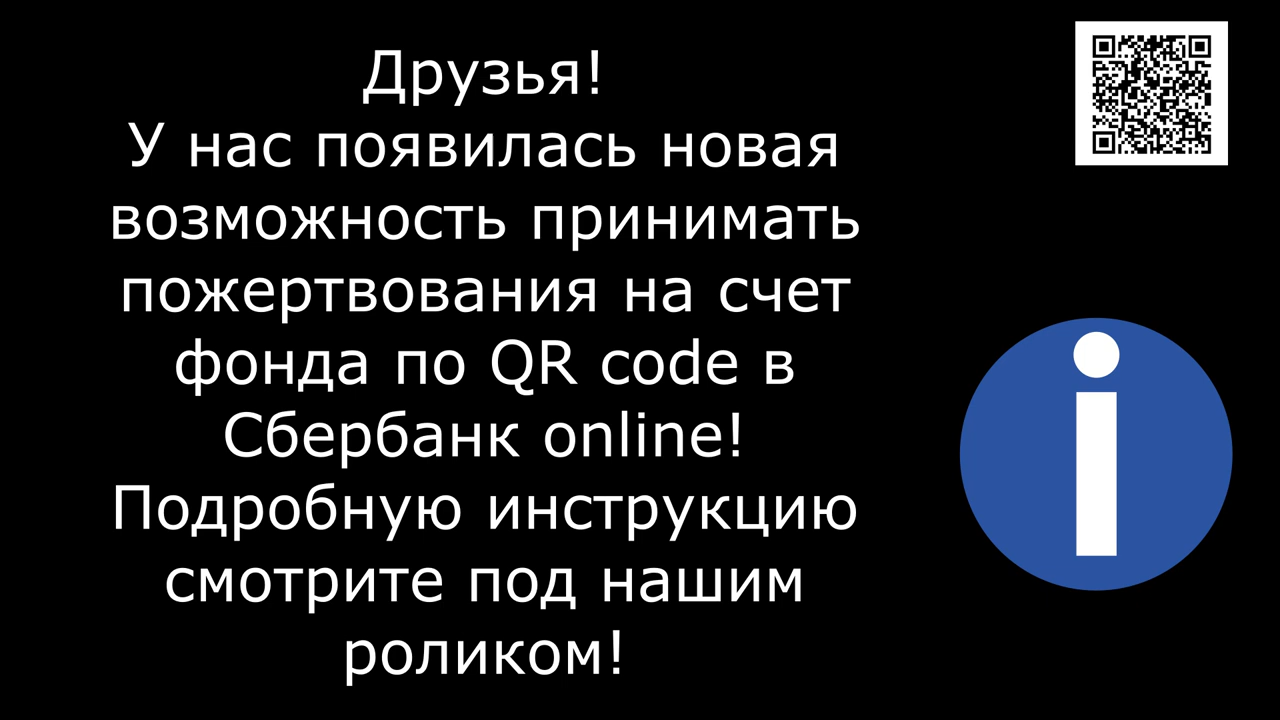 Друзья!
У нас появилась новая
возможность принимать
пожертвования на счет
фонда по QR code в
Сбербанк online!
Подробную инструкцию
смотрите под нашим
роликом!